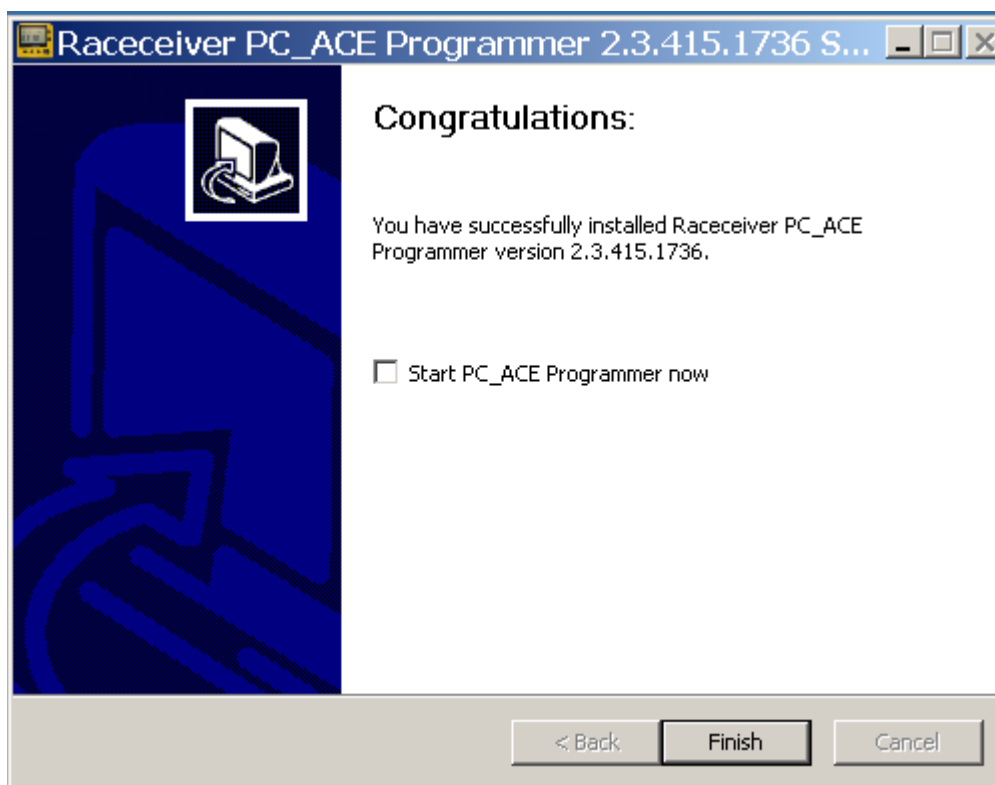 Raceceiver PC_ACE Programmer 2.3.415.1736 S...
Congratulations:
You have successfully installed Raceceiver PC_ACE
Programmer version 2.3.415.1736.
Start PC_ACE Programmer now
< Back
Finish
Cancel